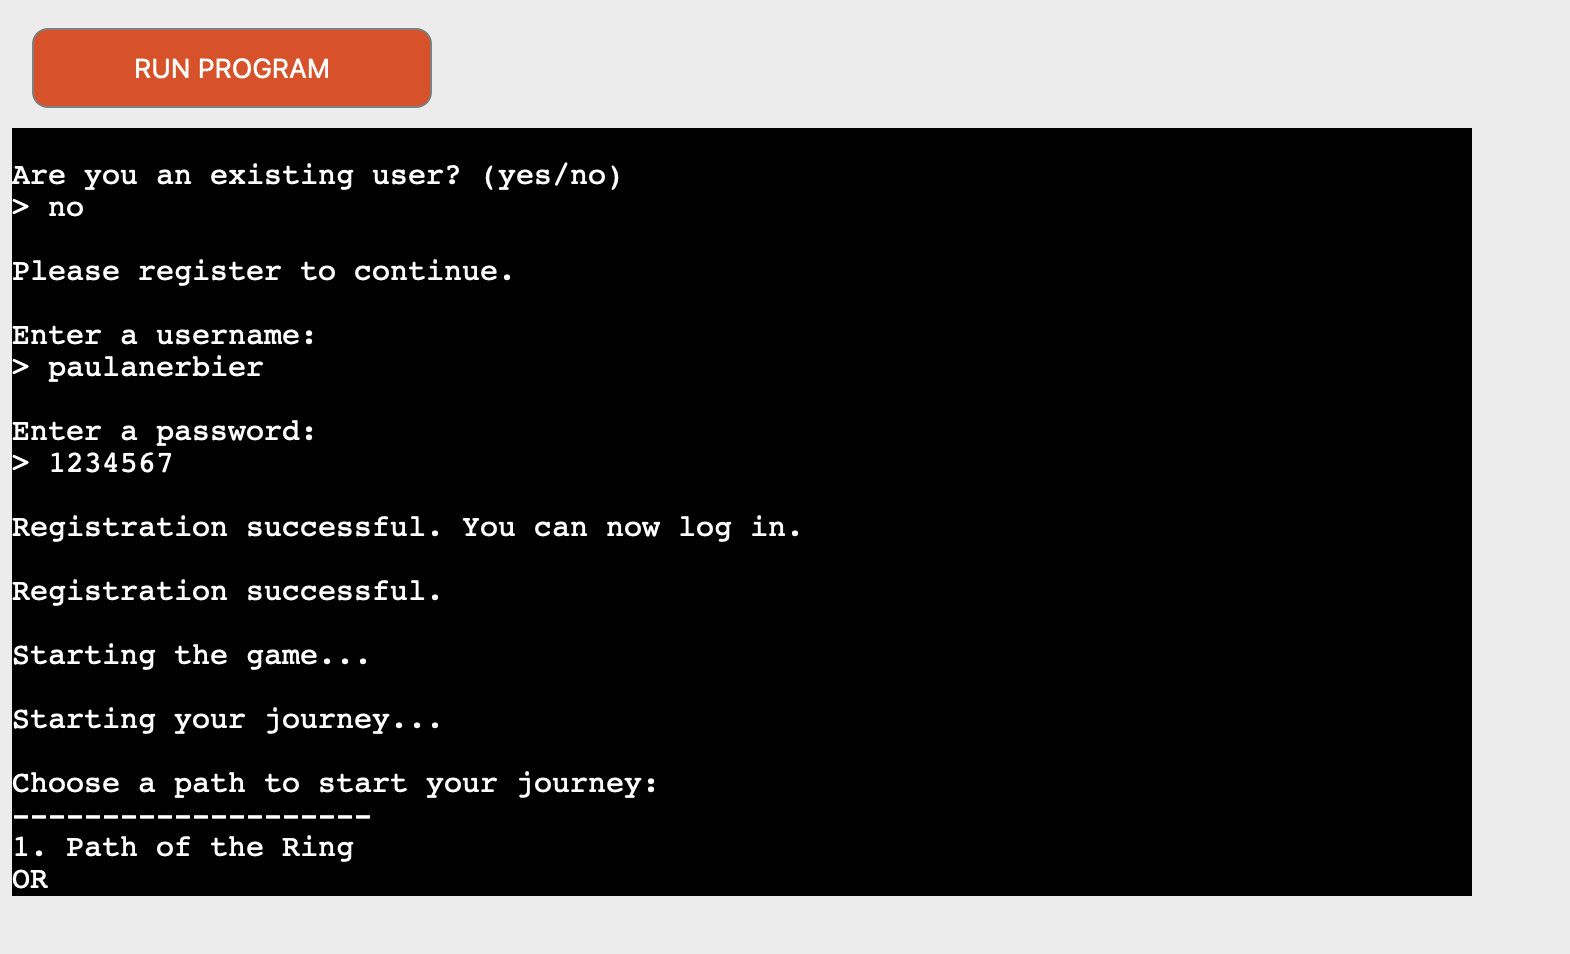 RUN PROGRAM
Are you an existing user? (yes/no)
> no
Please register to continue.
Enter a username:
> paulanerbier
Enter a password:
> 1234567
Registration successful. You can now log in.
Registration successful.
Starting the game...
Starting your journey...
Choose a path to start your journey:
--------------------
1. Path of the Ring
OR